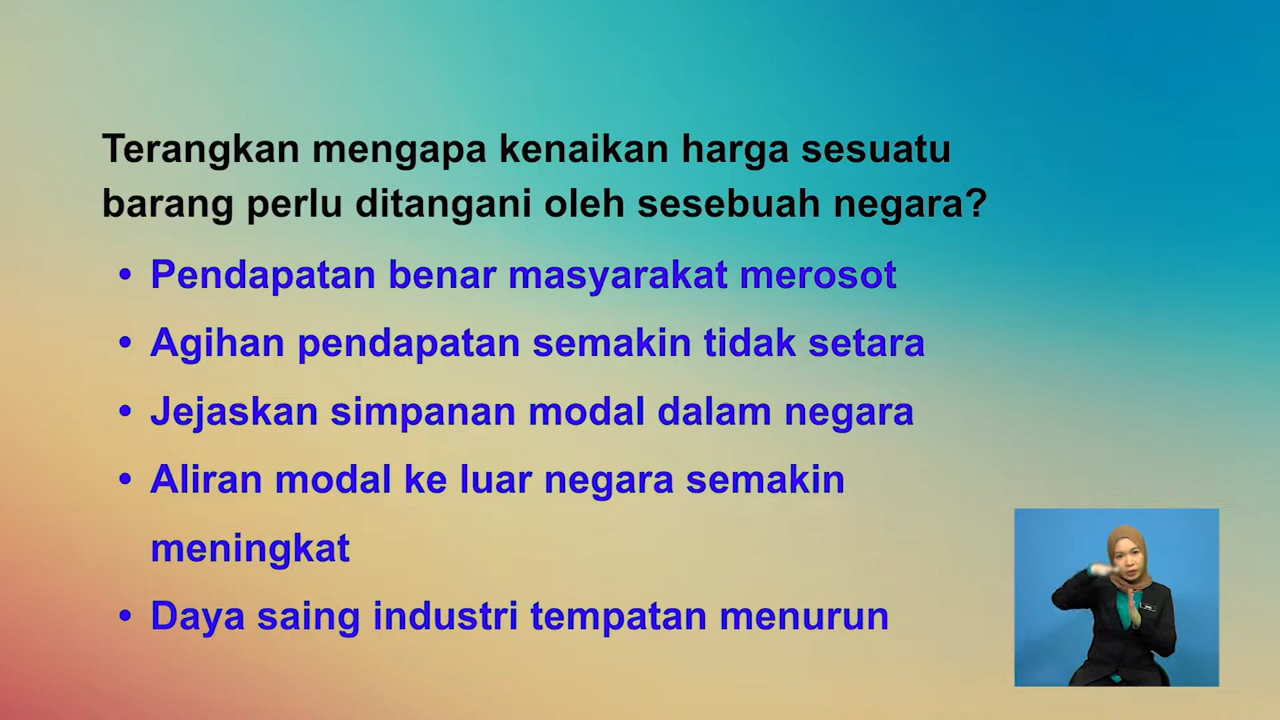 Terangkan mengapa kenaikan harga sesuatu
barang perlu ditangani oleh sesebuah negara?
• Pendapatan benar masyarakat merosot
• Agihan pendapatan semakin tidak setara
• Jejaskan simpanan modal dalam negara
• Aliran modal ke luar negara semakin
meningkat
• Daya saing industri tempatan menurun